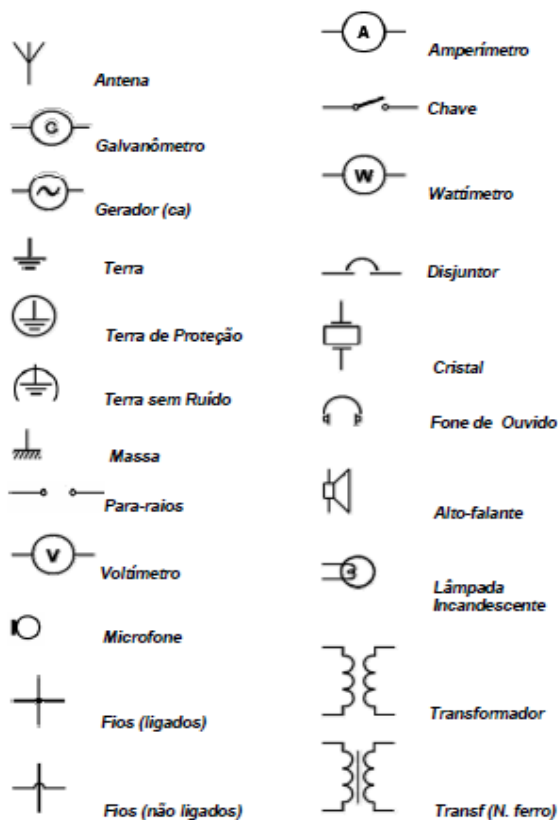 Antena
G
Galvanômetro
Gerador (ca)
Terra
Terra de Proteção
Terra sem Ruído
Massa
Para-raios
V
Voltímetro
Microfone
Fios (ligados)
Fios (não ligados)
A
Amperímetro
Chave
W
Wattímetro
Disjuntor
Cristal
Fone de Ouvido
Alto-falante
Lâmpada
Incandescente
Transformador
Transf (N. ferro)